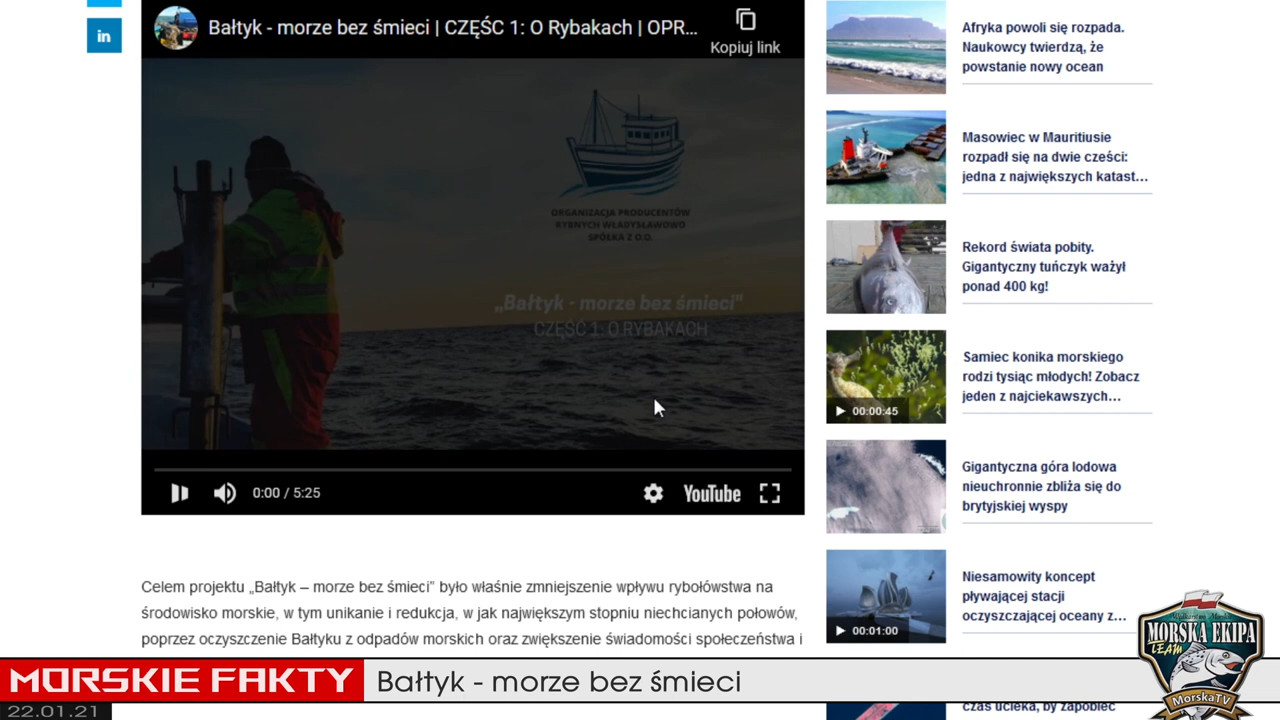 in
Bałtyk - morze bez śmieci | CZĘŚC 1: O Rybakach | OPR...
Kopiuj link
ORGANIZACJA PRODUCENTÓW
RYBNYCH WŁADYSŁAWOWO
SPÓŁKA Z O.O.
„Bałtyk - morze bez śmieci"
CZĘŚĆ 1: O RYBAKACH
0:00 / 5:25
YouTube
Celem projektu „Bałtyk – morze bez śmieci” było właśnie zmniejszenie wpływu rybołówstwa na
środowisko morskie, w tym unikanie i redukcja, w jak największym stopniu niechcianych połowów,
poprzez oczyszczenie Bałtyku z odpadów morskich oraz zwiększenie świadomości społeczeństwa i
Afryka powoli się rozpada.
Naukowcy twierdzą, że
powstanie nowy ocean
Masowiec w Mauritiusie
rozpadł się na dwie cześci:
jedna z największych katast...
Rekord świata pobity.
Gigantyczny tuńczyk ważył
ponad 400 kg!
Samiec konika morskiego
rodzi tysiąc młodych! Zobacz
jeden z najciekawszych...
00:00:45
Gigantyczna góra lodowa
nieuchronnie zbliża się do
brytyjskiej wyspy
Niesamowity koncept
pływającej stacji
oczyszczającej oceany z...
00:01:00
czas ucieka, by zapobiec
MORSKIE FAKTY
Bałtyk - morze bez śmieci
22.01.21
MORSKA EKIPA
TEAM
MorskaTV